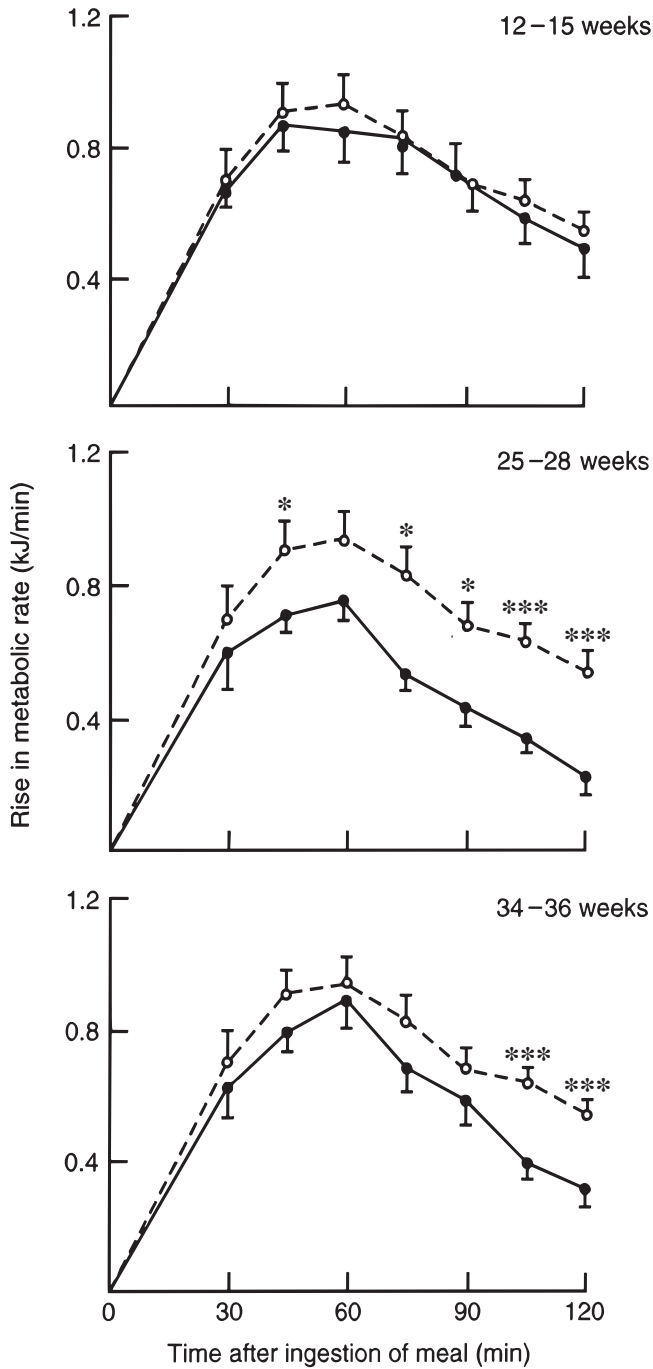 12–15 weeks
1.2
0.8
0.4
25–28 weeks
1.2
*
*
*
***
***
0.8
0.4
Rise in metabolic rate (kJ/min)
34–36 weeks
1.2
0.8
***
***
0.4
0 30 60 90 120
Time after ingestion of meal (min)